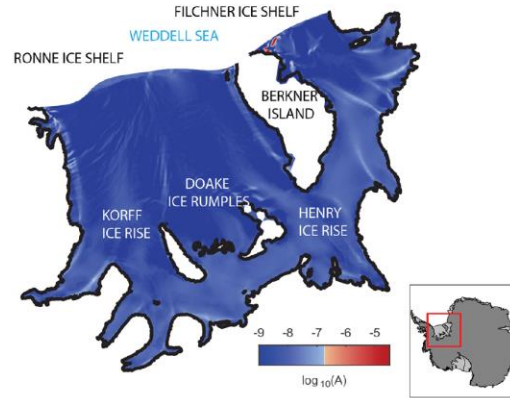 FILCHNER ICE SHELF
WEDDELL SEA
RONNE ICE SHELF
BERKNER
ISLAND
DOAKE
ICE RUMPLES
KORFF
ICE RISE
HENRY
ICE RISE
-9 -8 -7 -6 -5
log10(A)